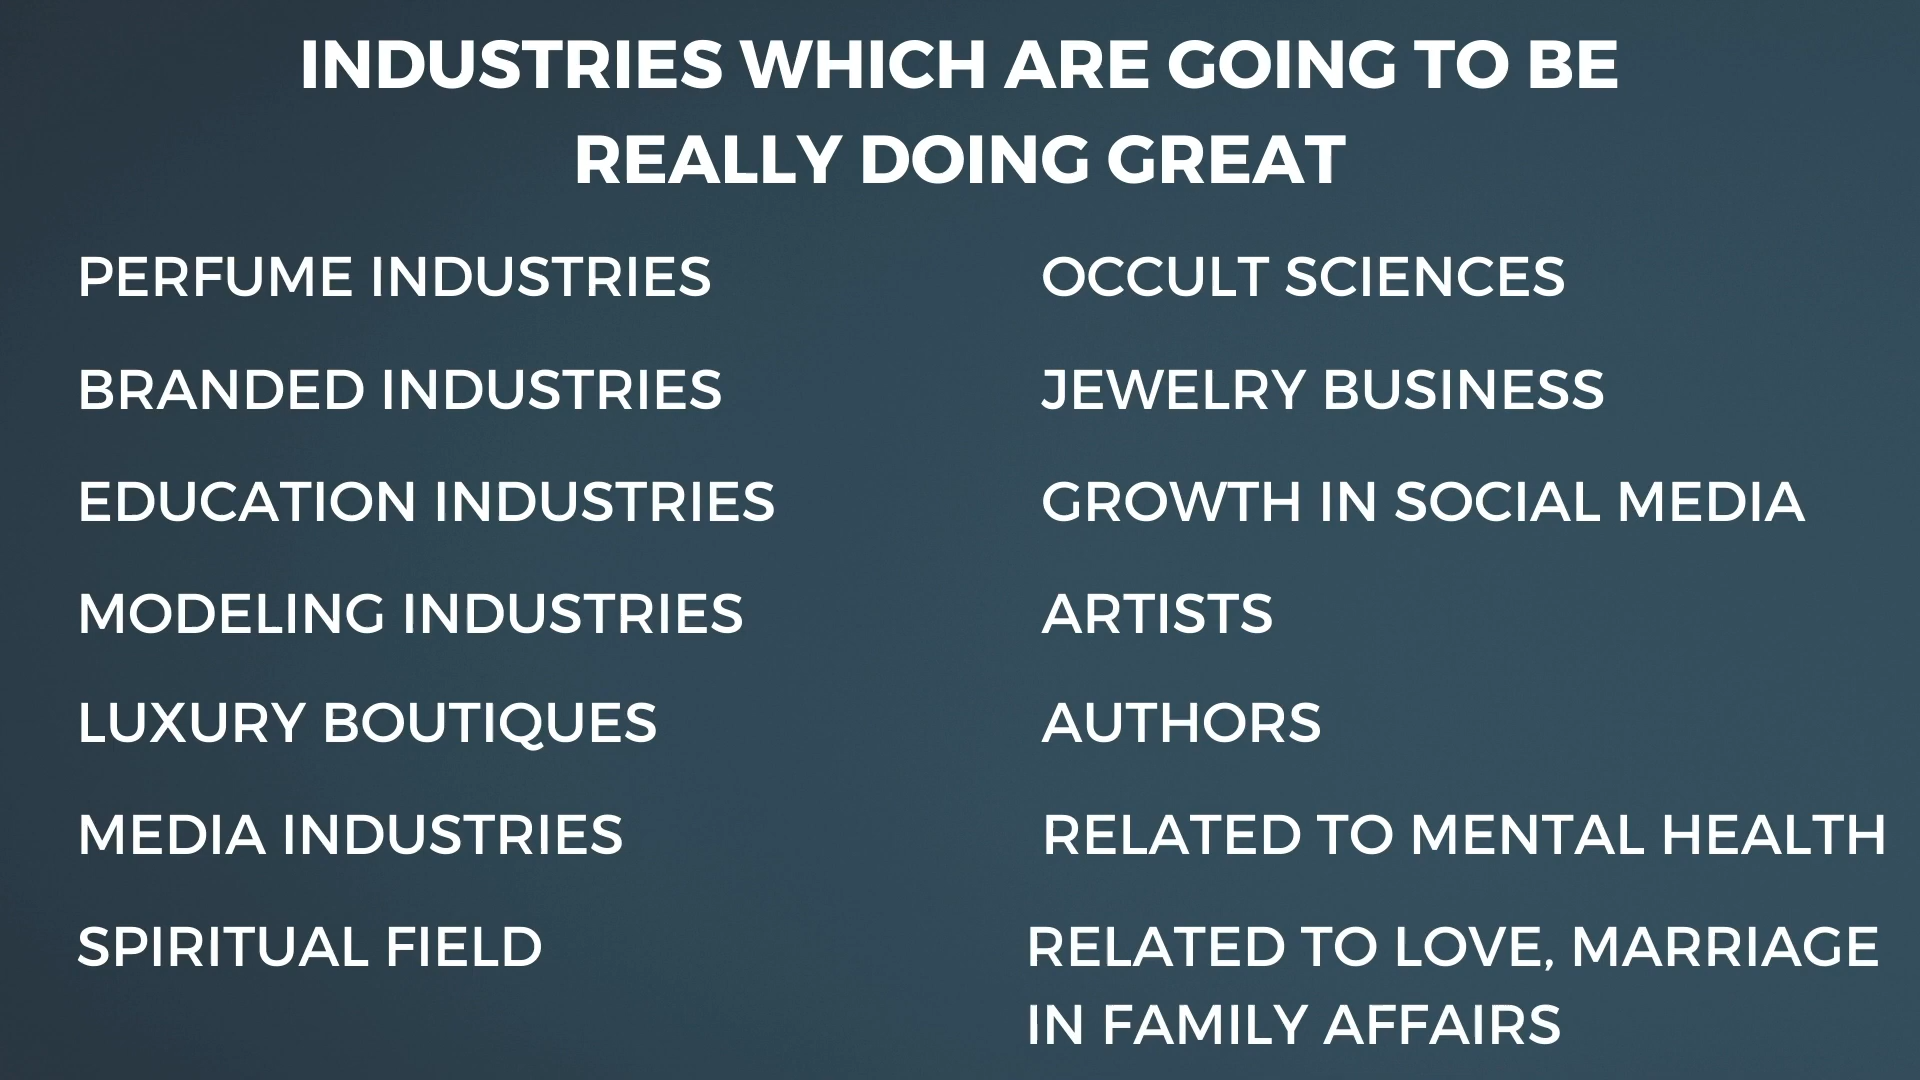 INDUSTRIES WHICH ARE GOING TO BE
REALLY DOING GREAT
PERFUME INDUSTRIES
BRANDED INDUSTRIES
EDUCATION INDUSTRIES
MODELING INDUSTRIES
LUXURY BOUTIQUES
MEDIA INDUSTRIES
SPIRITUAL FIELD
OCCULT SCIENCES
JEWELRY BUSINESS
GROWTH IN SOCIAL MEDIA
ARTISTS
AUTHORS
RELATED TO MENTAL HEALTH
RELATED TO LOVE, MARRIAGE
IN FAMILY AFFAIRS